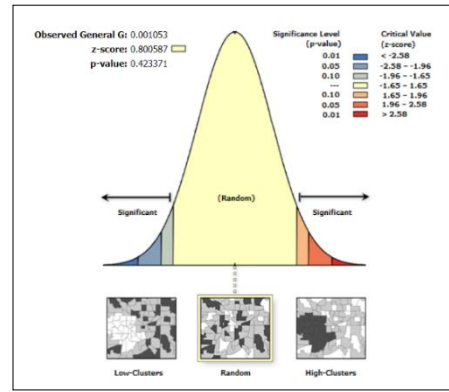 Observed General G: 0.001053
z-score: 0.800587
p-value: 0.423371
Significance Level
(p-value)
Critical Value
(z-score)
0.01 < -2.58
0.05 -2.58 – -1.96
0.10 -1.96 – -1.65
--- -1.65 – 1.65
0.10 1.65 – 1.96
0.05 1.96 – 2.58
0.01 > 2.58
Significant
(Random)
Significant
Low-Clusters
Random
High-Clusters